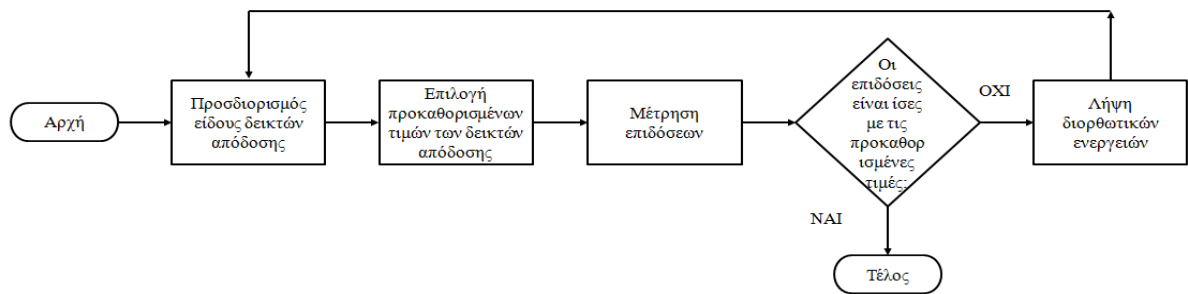 Αρχή
Προσδιορισμός
είδους δεικτών
απόδοσης
Επιλογή
προκαθορισμένων
τιμών των δεικτών
απόδοσης
Μέτρηση
επιδόσεων
Οι
επιδόσεις
είναι ίσες
με τις
προκαθορ
ισμένες
τιμές;
ΟΧΙ
Λήψη
διορθωτικών
ενεργειών
ΝΑΙ
Τέλος